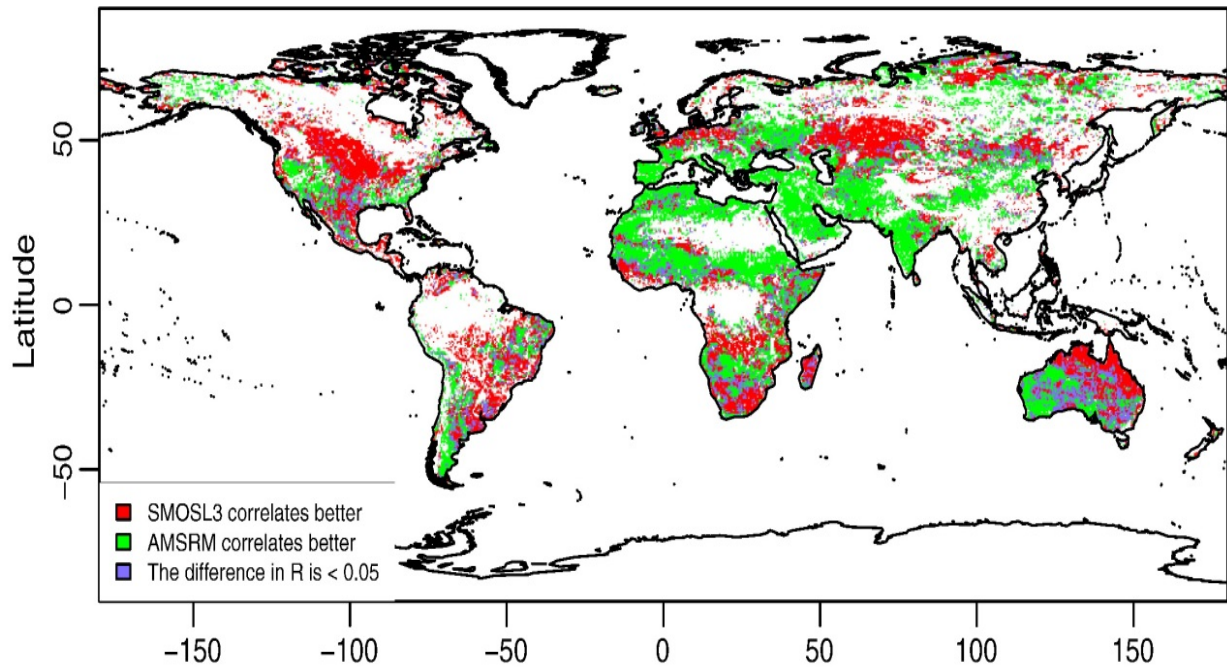 Latitude
50
0
−50
SMOSL3 correlates better
AMSRM correlates better
The difference in R is < 0.05
−150 −100 −50 0 50 100 150